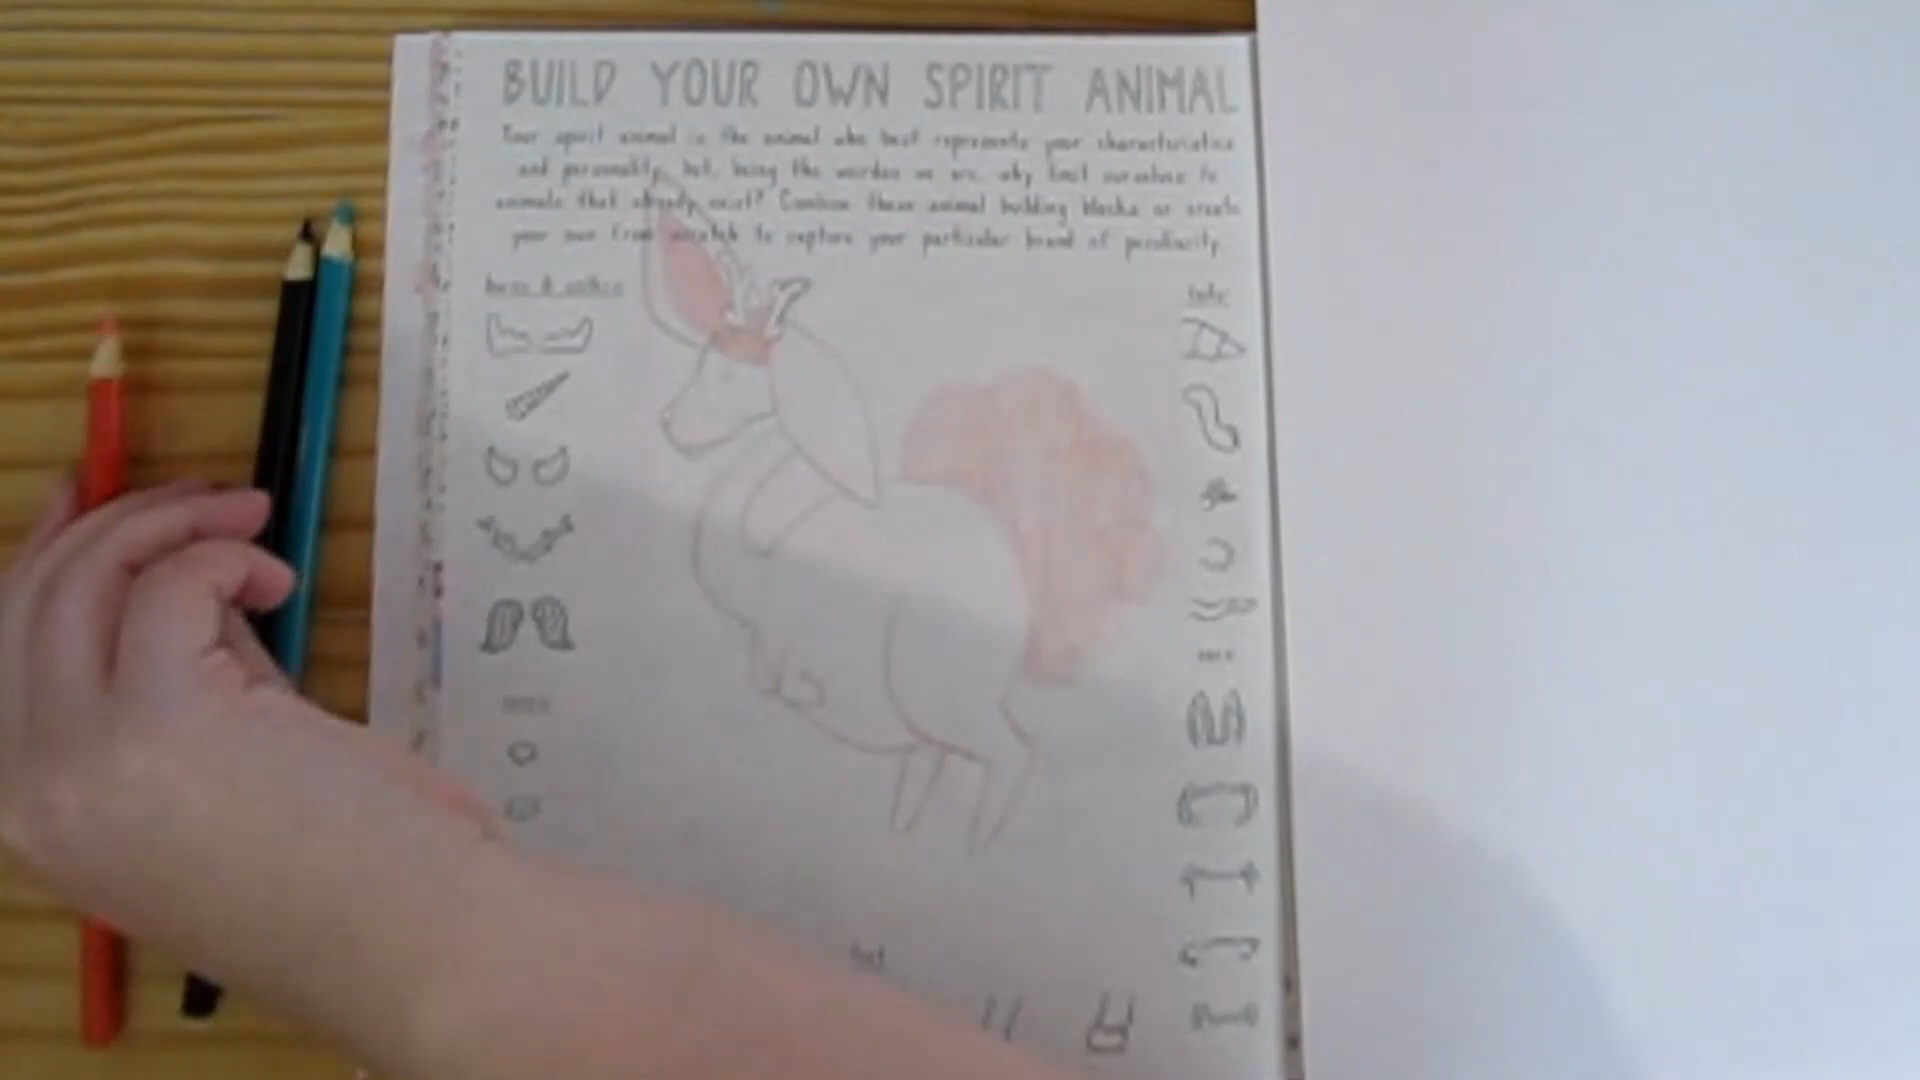 BUILD YOUR OWN SPIRIT ANIMAL
Your spirit animal is the animal who best represents your characteristics
and personality, but, being the weirdos we are, why limit ourselves to
animals that already exist? Combine these animal building blocks or create
your own from scratch to capture your particular brand of peculiarity.
horns &
tails
feet